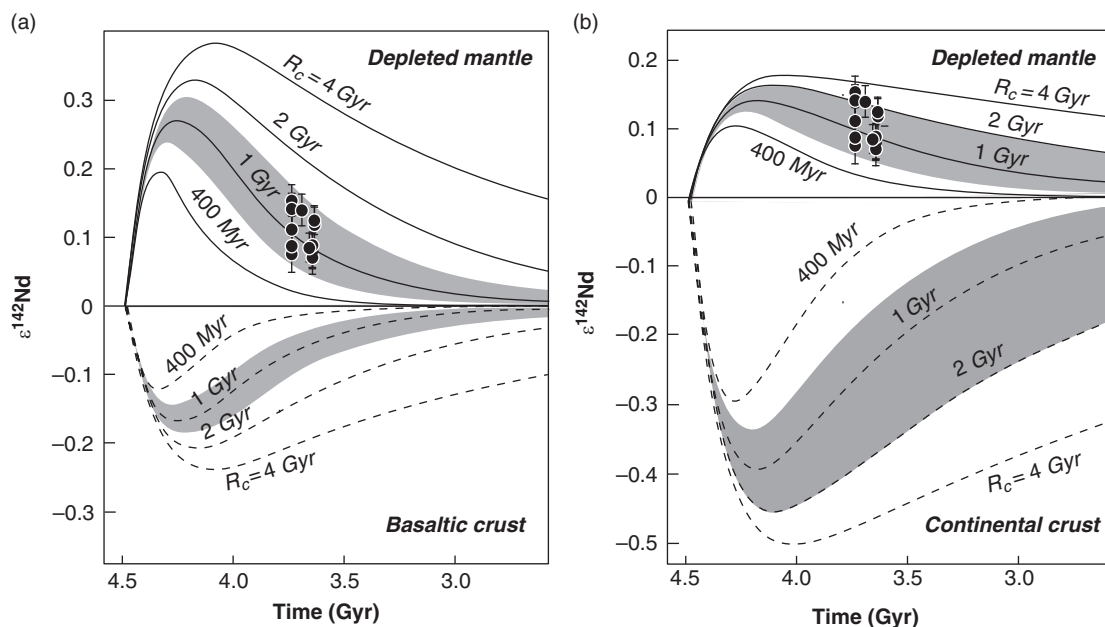 (a)
Depleted mantle
R_c = 4 Gyr
2 Gyr
1 Gyr
400 Myr
0.3
0.2
0.1
0
–0.1
–0.2
–0.3
ε¹⁴²Nd
400 Myr
1 Gyr
2 Gyr
R_c = 4 Gyr
Basaltic crust
4.5 4.0 3.5 3.0
Time (Gyr)
(b)
Depleted mantle
R_c = 4 Gyr
2 Gyr
1 Gyr
400 Myr
0.2
0.1
0
–0.1
–0.2
–0.3
–0.4
–0.5
ε¹⁴²Nd
400 Myr
1 Gyr
2 Gyr
R_c = 4 Gyr
Continental crust
4.5 4.0 3.5 3.0
Time (Gyr)